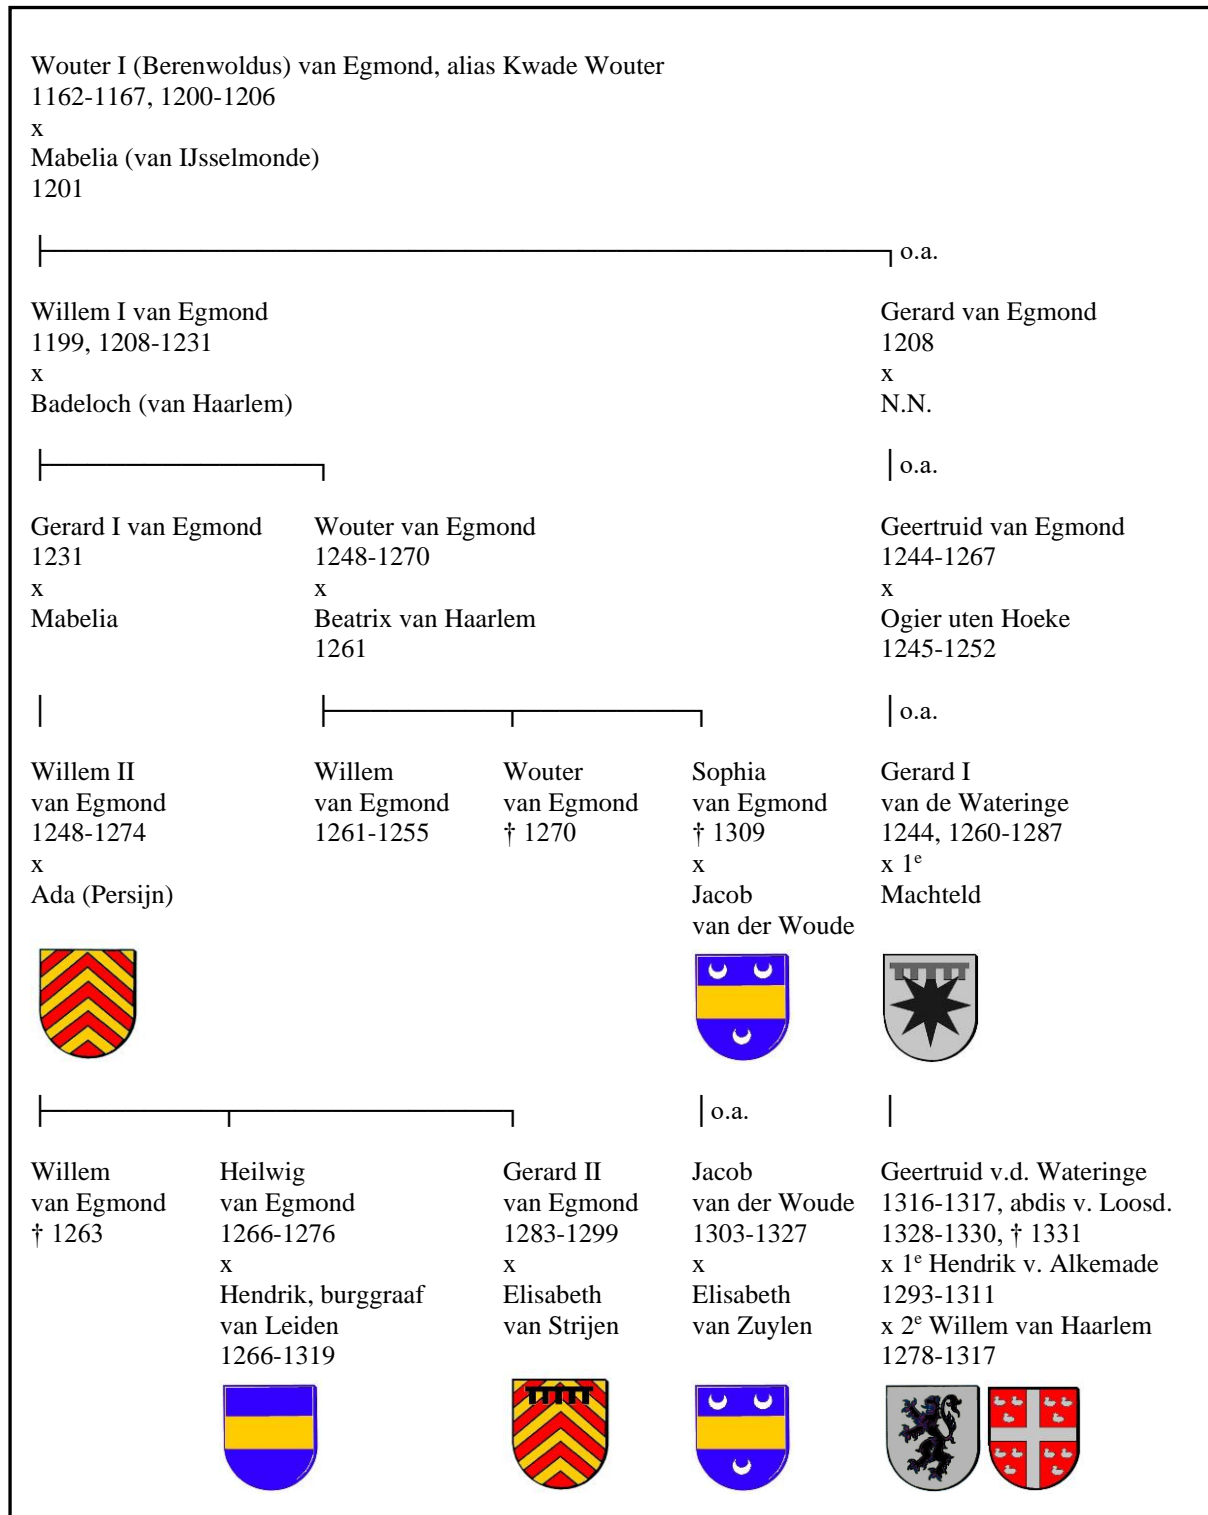 Wouter I (Berenwoldus) van Egmond, alias Kwade Wouter
1162-1167, 1200-1206
x
Mabelia (van IJsselmonde)
1201
o.a.
Willem I van Egmond
1199, 1208-1231
x
Badeloch (van Haarlem)
Gerard van Egmond
1208
x
N.N.
o.a.
Gerard I van Egmond
1231
x
Mabelia
Wouter van Egmond
1248-1270
x
Beatrix van Haarlem
1261
Geertruid van Egmond
1244-1267
x
Ogier uten Hoeke
1245-1252
o.a.
Willem II
van Egmond
1248-1274
x
Ada (Persijn)
Willem
van Egmond
1261-1255
Wouter
van Egmond
† 1270
Sophia
van Egmond
† 1309
x
Jacob
van der Woude
Gerard I
van de Wateringe
1244, 1260-1287
x 1e
Machteld
o.a.
Willem
van Egmond
† 1263
Heilwig
van Egmond
1266-1276
x
Hendrik, burggraaf
van Leiden
1266-1319
Gerard II
van Egmond
1283-1299
x
Elisabeth
van Strijen
Jacob
van der Woude
1303-1327
x
Elisabeth
van Zuylen
Geertruid v.d. Wateringe
1316-1317, abdis v. Loosd.
1328-1330, † 1331
x 1e Hendrik v. Alkemade
1293-1311
x 2e Willem van Haarlem
1278-1317